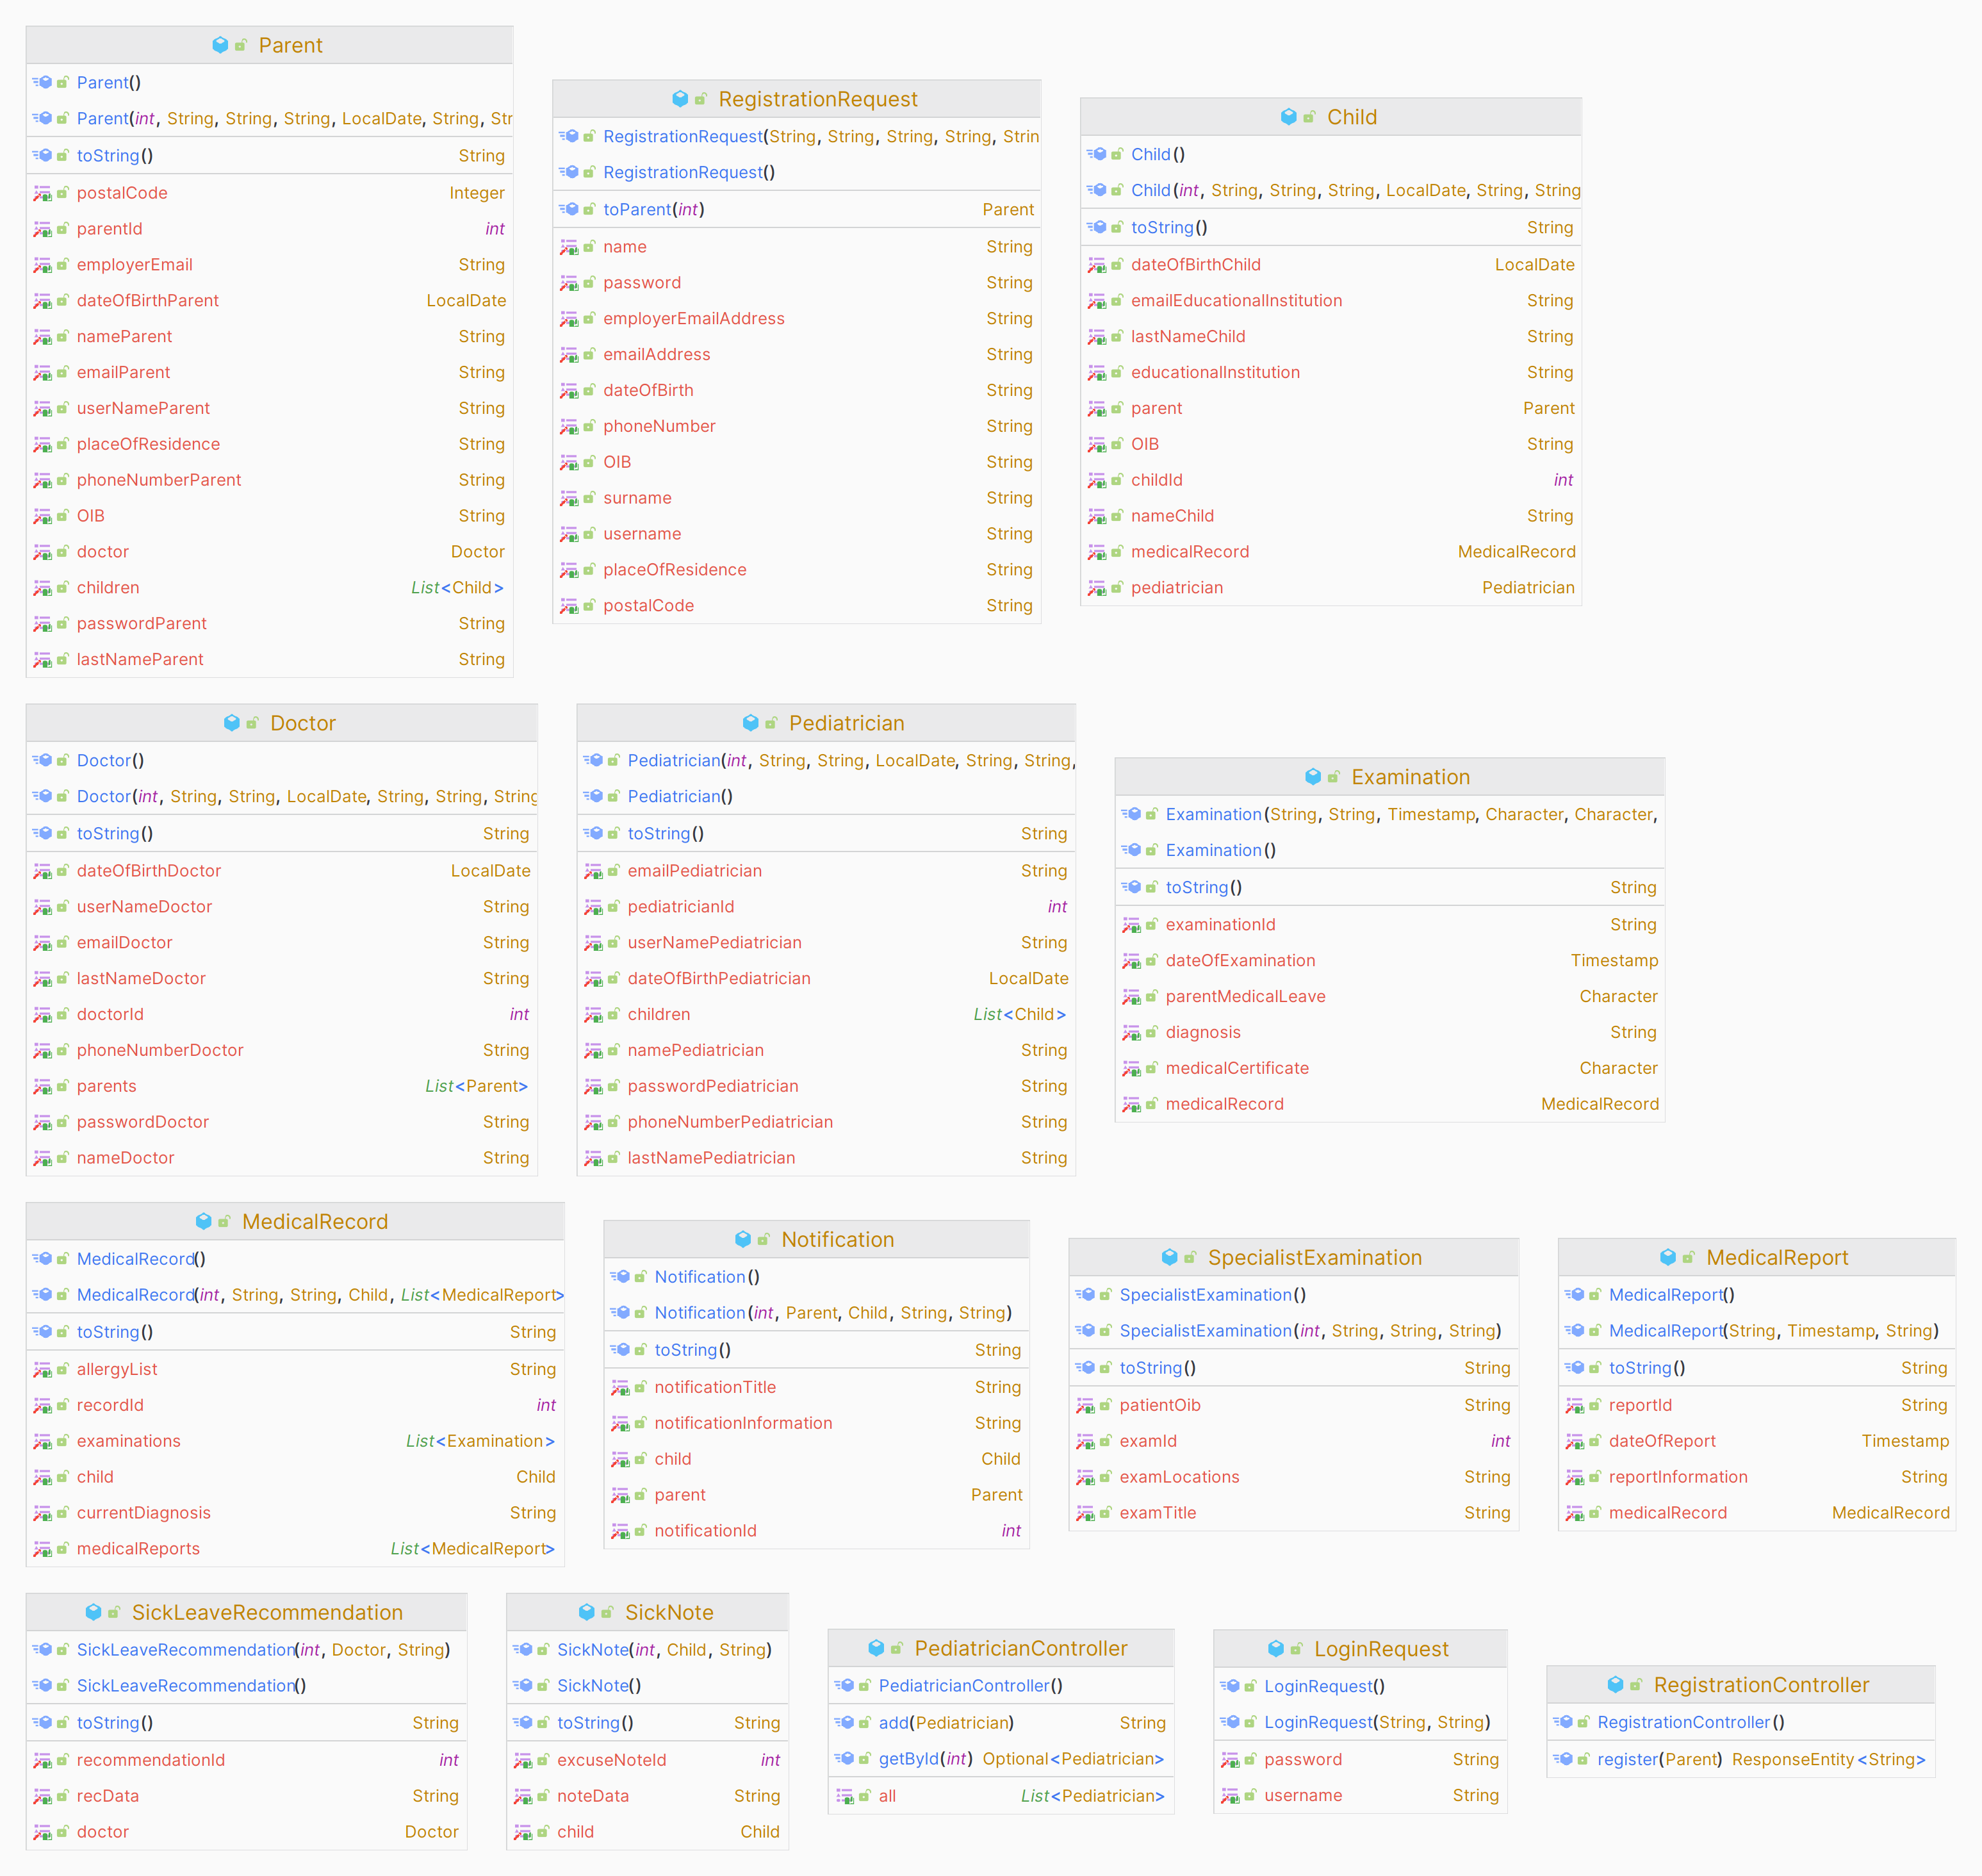 Parent
Parent()
Parent(int, String, String, String, LocalDate, String, Str
toString() String
postalCode Integer
parentId int
employerEmail String
dateOfBirthParent LocalDate
nameParent String
emailParent String
userNameParent String
placeOfResidence String
phoneNumberParent String
OIB String
doctor Doctor
children List<Child>
passwordParent String
lastNameParent String
RegistrationRequest
RegistrationRequest(String, String, String, String, Strin
RegistrationRequest()
toParent(int) Parent
name String
password String
employerEmailAddress String
emailAddress String
dateOfBirth String
phoneNumber String
OIB String
surname String
username String
placeOfResidence String
postalCode String
Child
Child()
Child(int, String, String, String, LocalDate, String, String
toString() String
dateOfBirthChild LocalDate
emailEducationalInstitution String
lastNameChild String
educationalInstitution String
parent Parent
OIB String
childId int
nameChild String
medicalRecord MedicalRecord
pediatrician Pediatrician
Doctor
Doctor()
Doctor(int, String, String, LocalDate, String, String, String
toString() String
dateOfBirthDoctor LocalDate
userNameDoctor String
emailDoctor String
lastNameDoctor String
doctorId int
phoneNumberDoctor String
parents List<Parent>
passwordDoctor String
nameDoctor String
Pediatrician
Pediatrician(int, String, String, LocalDate, String, String,
Pediatrician()
toString() String
emailPediatrician String
pediatricianId int
userNamePediatrician String
dateOfBirthPediatrician LocalDate
children List<Child>
namePediatrician String
passwordPediatrician String
phoneNumberPediatrician String
lastNamePediatrician String
Examination
Examination(String, String, Timestamp, Character, Character,
Examination()
toString() String
examinationId String
dateOfExamination Timestamp
parentMedicalLeave Character
diagnosis String
medicalCertificate Character
medicalRecord MedicalRecord
MedicalRecord
MedicalRecord()
MedicalRecord(int, String, String, Child, List<MedicalReport>
toString() String
allergyList String
recordId int
examinations List<Examination>
child Child
currentDiagnosis String
medicalReports List<MedicalReport>
Notification
Notification()
Notification(int, Parent, Child, String, String)
toString() String
notificationTitle String
notificationInformation String
child Child
parent Parent
notificationId int
SpecialistExamination
SpecialistExamination()
SpecialistExamination(int, String, String, String)
toString() String
patientOib String
examId int
examLocations String
examTitle String
MedicalReport
MedicalReport()
MedicalReport(String, Timestamp, String)
toString() String
reportId String
dateOfReport Timestamp
reportInformation String
medicalRecord MedicalRecord
SickLeaveRecommendation
SickLeaveRecommendation(int, Doctor, String)
SickLeaveRecommendation()
toString() String
recommendationId int
recData String
doctor Doctor
SickNote
SickNote(int, Child, String)
SickNote()
toString() String
excuseNoteId int
noteData String
child Child
PediatricianController
PediatricianController()
add(Pediatrician) String
getById(int) Optional<Pediatrician>
all List<Pediatrician>
LoginRequest
LoginRequest()
LoginRequest(String, String)
password String
username String
RegistrationController
RegistrationController()
register(Parent) ResponseEntity<String>